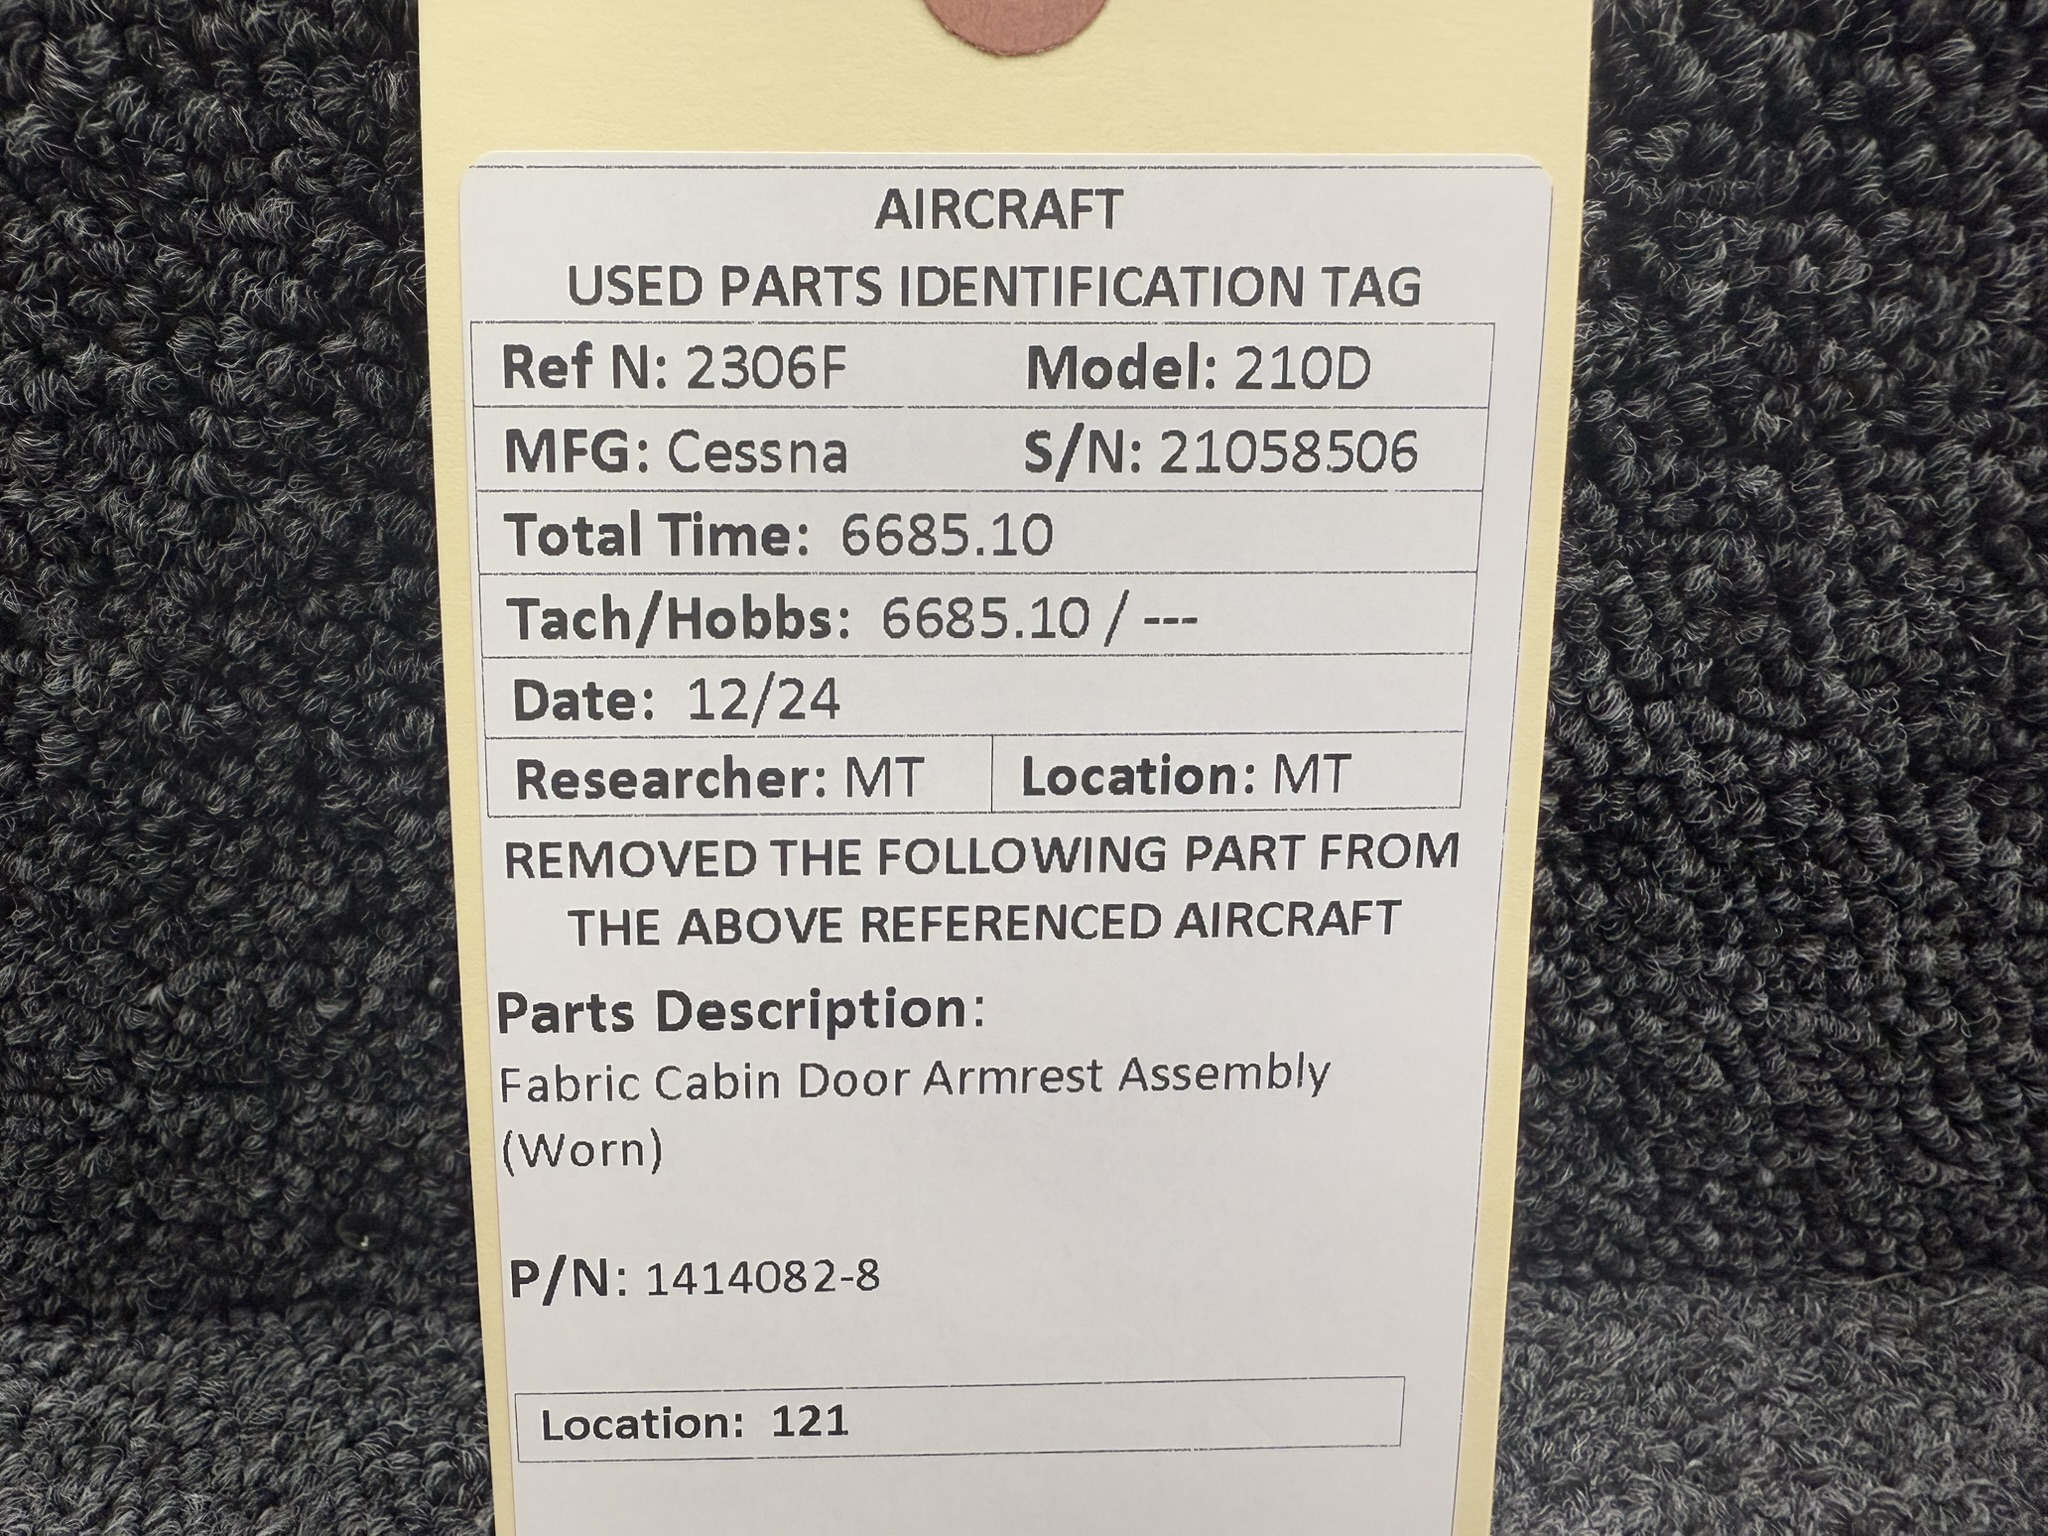 AIRCRAFT
USED PARTS IDENTIFICATION TAG
Ref N: 2306F Model: 210D
MFG: Cessna S/N: 21058506
Total Time: 6685.10
Tach/Hobbs: 6685.10 / ---
Date: 12/24
Researcher: MT Location: MT
REMOVED THE FOLLOWING PART FROM
THE ABOVE REFERENCED AIRCRAFT
Parts Description:
Fabric Cabin Door Armrest Assembly
(Worn)
P/N: 1414082-8
Location: 121